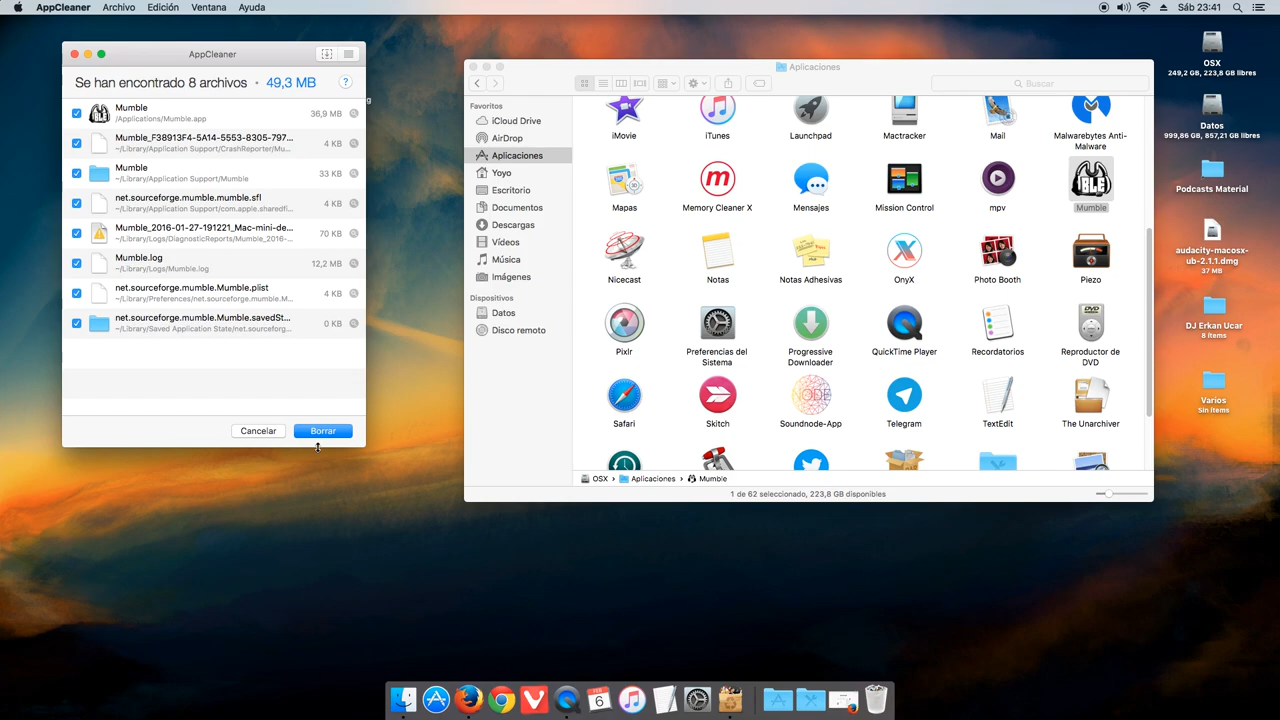 AppCleaner Archivo Edición Ventana Ayuda
Sáb 23:41
AppCleaner
Se han encontrado 8 archivos • 49,3 MB ?
Mumble
/Applications/Mumble.app
36,9 MB
Mumble_F38913F4-5A14-5553-8305-797...
~/Library/Application Support/CrashReporter/Mu...
4 KB
Mumble
~/Library/Application Support/Mumble
33 KB
net.sourceforge.mumble.mumble.sfl
~/Library/Application Support/com.apple.sharedfi...
4 KB
Mumble_2016-01-27-191221_Mac-mini-de...
~/Library/Logs/DiagnosticReports/Mumble_2016-...
70 KB
Mumble.log
~/Library/Logs/Mumble.log
12,2 MB
net.sourceforge.mumble.Mumble.plist
~/Library/Preferences/net.sourceforge.mumble.M...
4 KB
net.sourceforge.mumble.Mumble.savedSt...
~/Library/Saved Application State/net.sourceforg...
0 KB
Cancelar Borrar
Aplicaciones
Buscar
Favoritos
iCloud Drive
AirDrop
Aplicaciones
Yoyo
Escritorio
Documentos
Descargas
Vídeos
Música
Imágenes
Dispositivos
Datos
Disco remoto
iMovie
iTunes
Launchpad
Mactracker
Mail
Malwarebytes Anti-
Malware
Mapas
Memory Cleaner X
Mensajes
Mission Control
mpv
Mumble
Nicecast
Notas
Notas Adhesivas
OnyX
Photo Booth
Piezo
Pixlr
Preferencias del
Sistema
Progressive
Downloader
QuickTime Player
Recordatorios
Reproductor de
DVD
Safari
Skitch
NODE
Soundnode-App
Telegram
TextEdit
The Unarchiver
OSX Aplicaciones Mumble
1 de 62 seleccionado, 223,8 GB disponibles
OSX
249,2 GB, 223,8 GB libres
Datos
999,86 GB, 857,21 GB libres
Podcasts Material
audacity-macosx-
ub-2.1.1.dmg
37 MB
DJ Erkan Ucar
8 ítems
Varios
Sin ítems
FEB
6